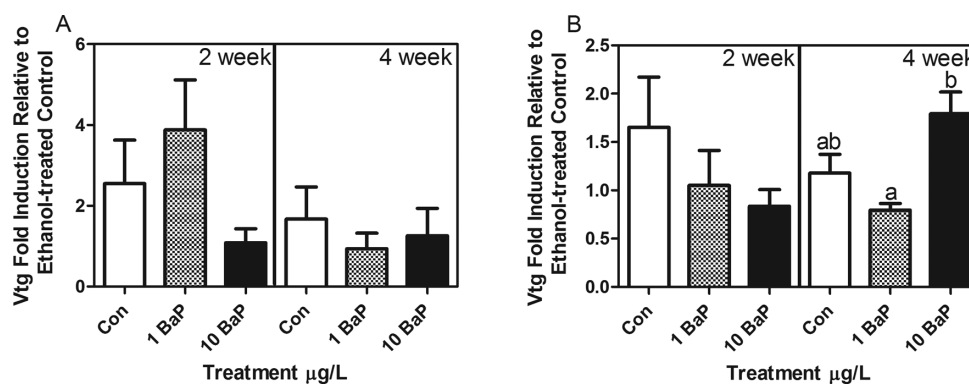 A
Vtg Fold Induction Relative to
Ethanol-treated Control
6
4
2
0
2 week
4 week
Con
1 BaP
10 BaP
Con
1 BaP
10 BaP
Treatment μg/L
B
Vtg Fold Induction Relative to
Ethanol-treated Control
2.5
2.0
1.5
1.0
0.5
0.0
2 week
4 week
ab
a
b
Con
1 BaP
10 BaP
Con
1 BaP
10 BaP
Treatment μg/L